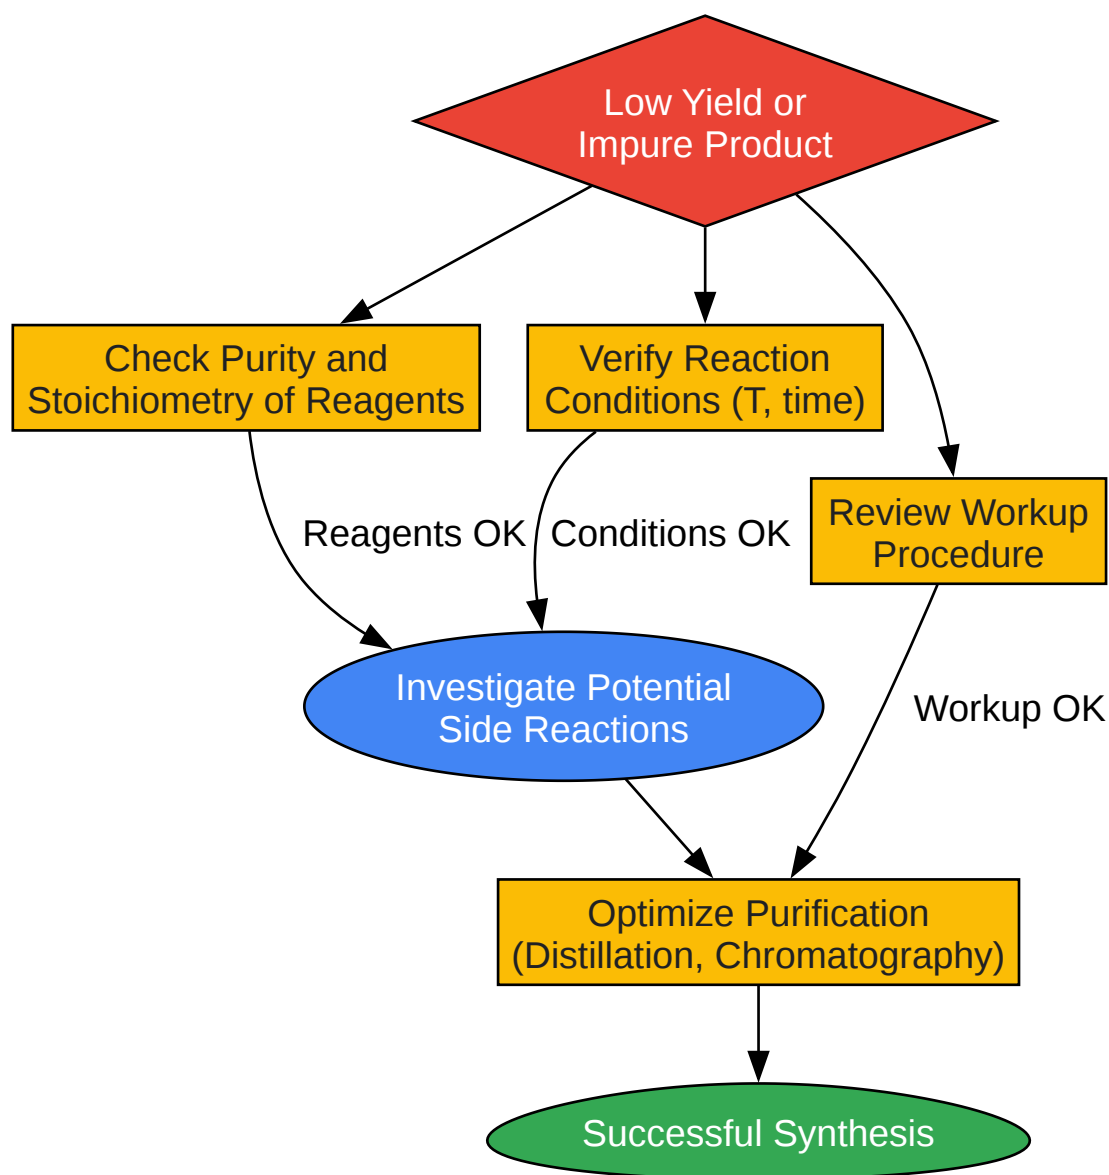 Low Yield or
Impure Product
Check Purity and
Stoichiometry of Reagents
Verify Reaction
Conditions (T, time)
Reagents OK
Conditions OK
Review Workup
Procedure
Investigate Potential
Side Reactions
Workup OK
Optimize Purification
(Distillation, Chromatography)
Successful Synthesis